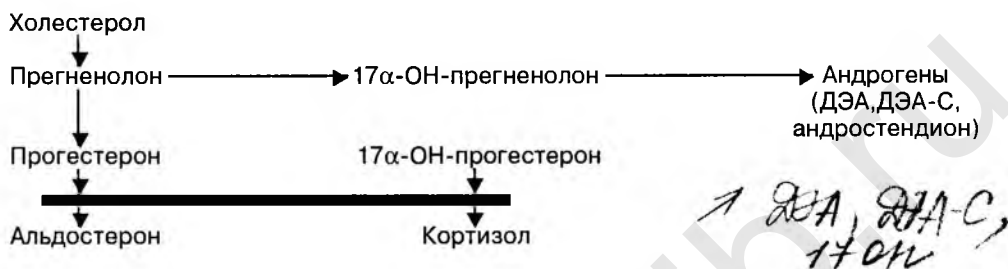 Холестерол
Прегненолон 17α-ОН-прегненолон Андрогены
(ДЭА,ДЭА-С,
андростендион)
Прогестерон 17α-ОН-прогестерон
Альдостерон Кортизол
ДЭА, ДЭА-С,
17 ОН